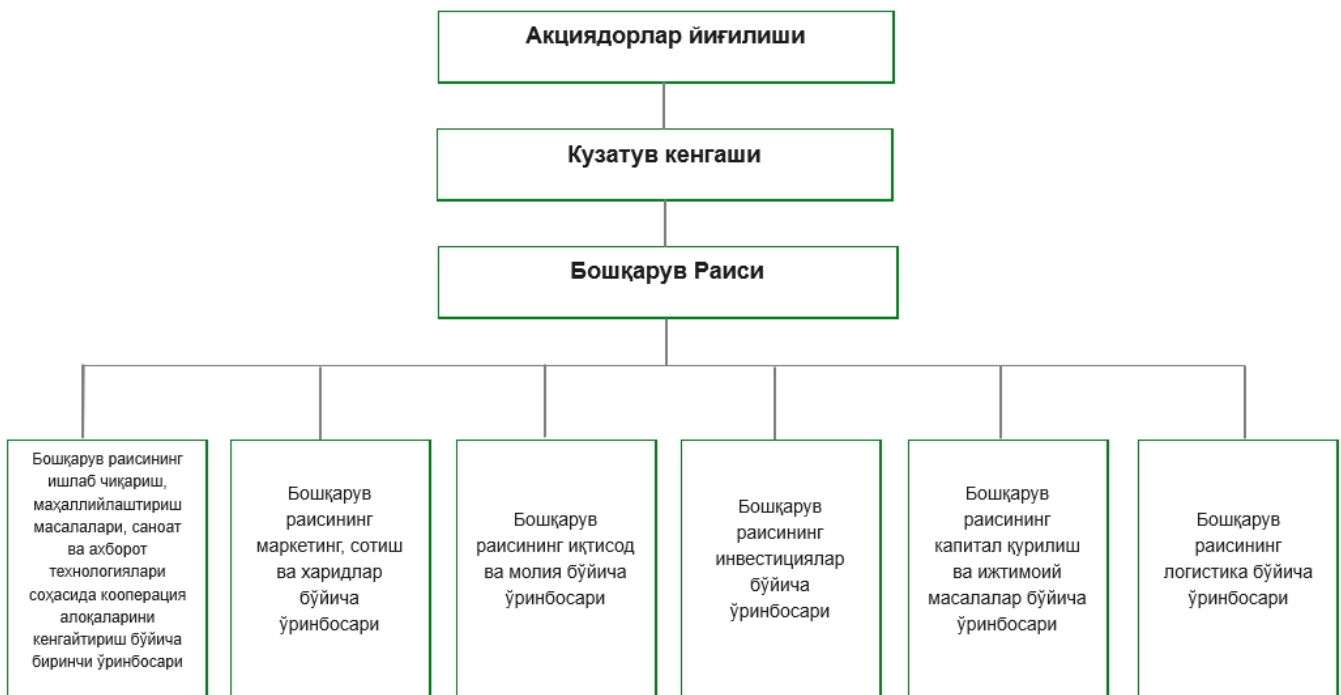 Акциядорлар йиғилиши
Кузатув кенгаши
Бошқарув Раиси
Бошқарув раисининг
ишлаб чиқариш,
маҳаллийлаштириш
масалалари, саноат
ва ахборот
технологиялари
соҳасида кооперация
алоқаларини
кенгайтириш бўйича
биринчи ўринбосари
Бошқарув
раисининг
маркетинг, сотиш
ва харидлар
бўйича
ўринбосари
Бошқарув
раисининг иқтисод
ва молия бўйича
ўринбосари
Бошқарув
раисининг
инвестициялар
бўйича
ўринбосари
Бошқарув
раисининг
капитал қурилиш
ва ижтимоий
масалалар бўйича
ўринбосари
Бошқарув
раисининг
логистика бўйича
ўринбосари